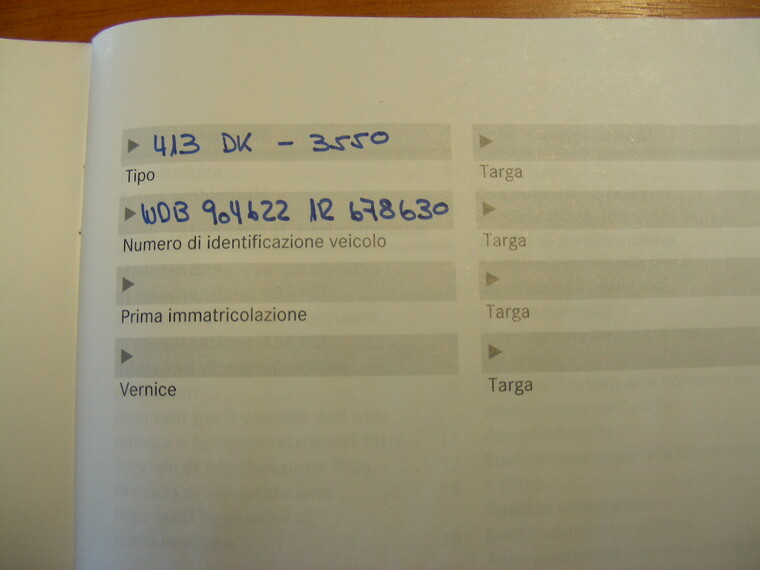 413 DK - 3550
Tipo
Targa
WDB 904622 1R 678630
Numero di identificazione veicolo
Targa
Prima immatricolazione
Targa
Vernice
Targa